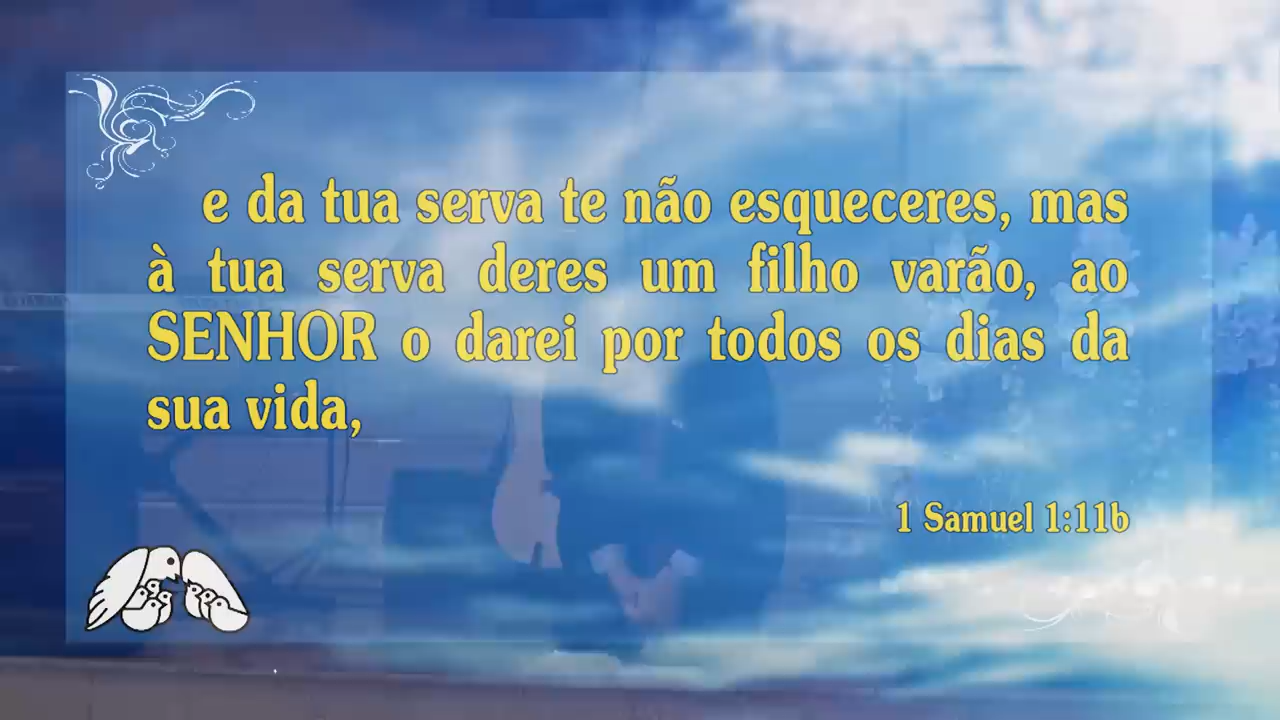 e da tua serva te não esqueceres, mas
à tua serva deres um filho varão, ao
SENHOR o darei por todos os dias da
sua vida,
1 Samuel 1:11b